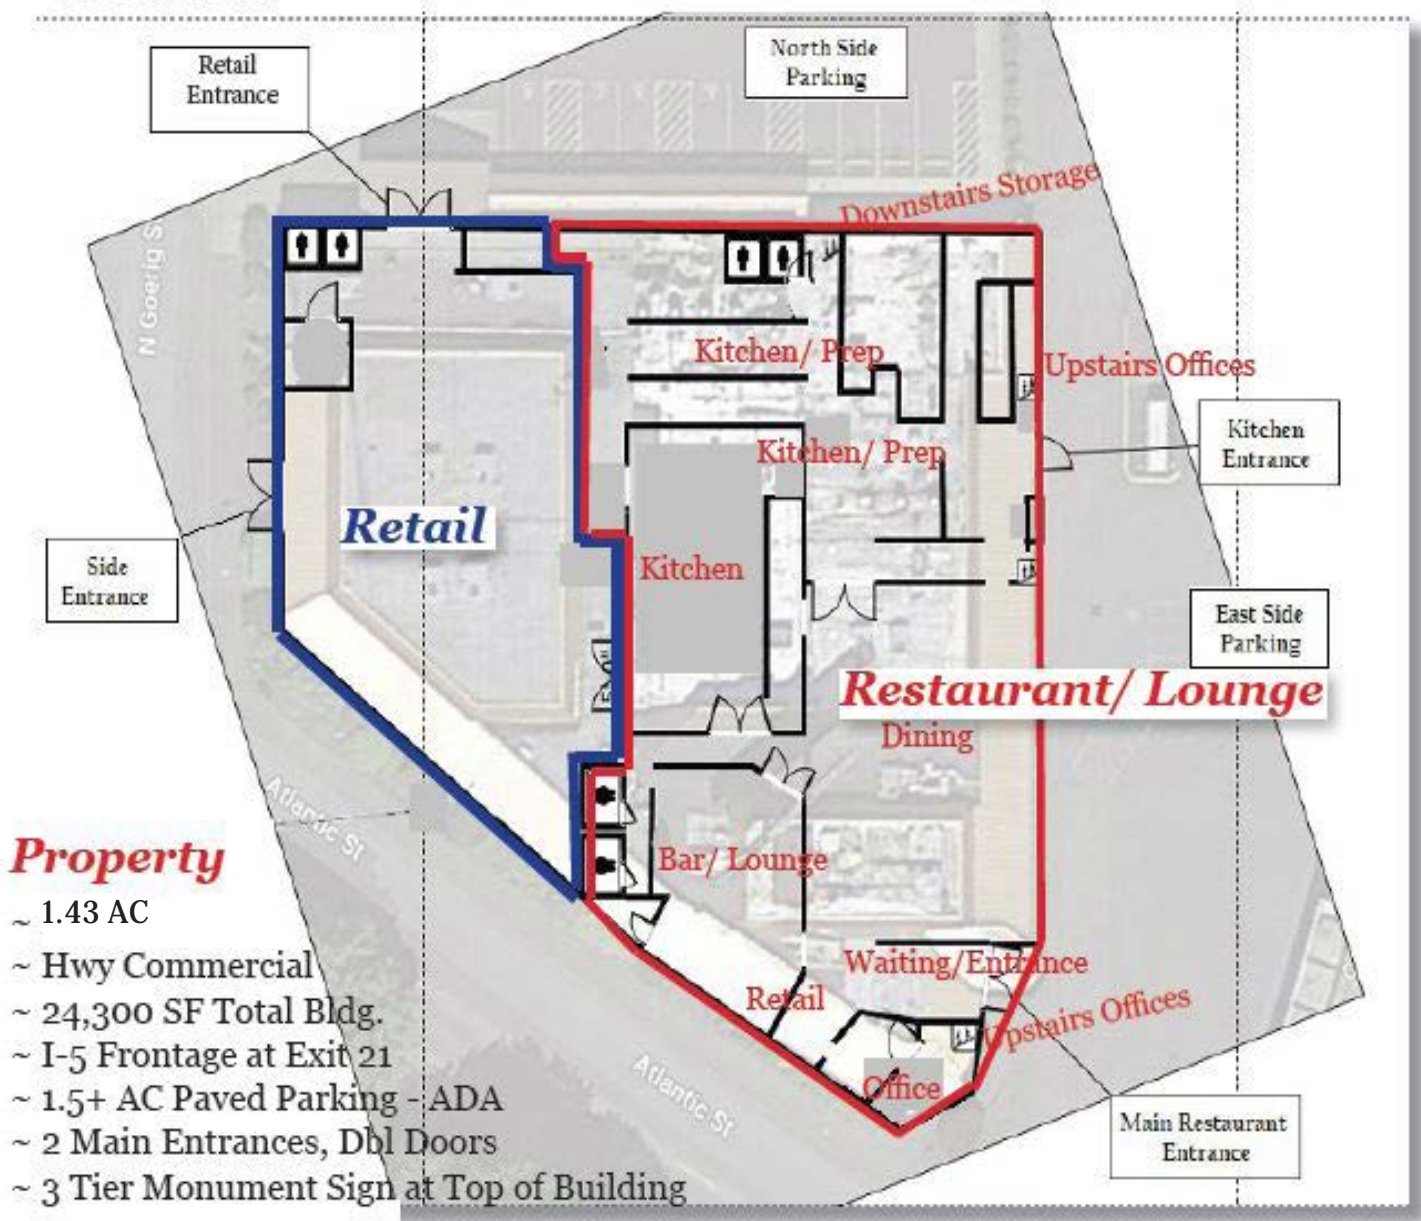 North Side
Parking
Retail
Entrance
Downstairs Storage
N Goerig S
Kitchen/ Prep
Upstairs Offices
Kitchen
Entrance
Kitchen/ Prep
Retail
Kitchen
Side
Entrance
East Side
Parking
Restaurant/ Lounge
Dining
Atlantic St
Property
Bar/ Lounge
~ 1.43 AC
~ Hwy Commercial
Waiting/Entrance
Retail
~ 24,300 SF Total Bldg.
Upstairs Offices
~ I-5 Frontage at Exit 21
Atlantic St
Office
~ 1.5+ AC Paved Parking - ADA
~ 2 Main Entrances, Dbl Doors
Main Restaurant
Entrance
~ 3 Tier Monument Sign at Top of Building